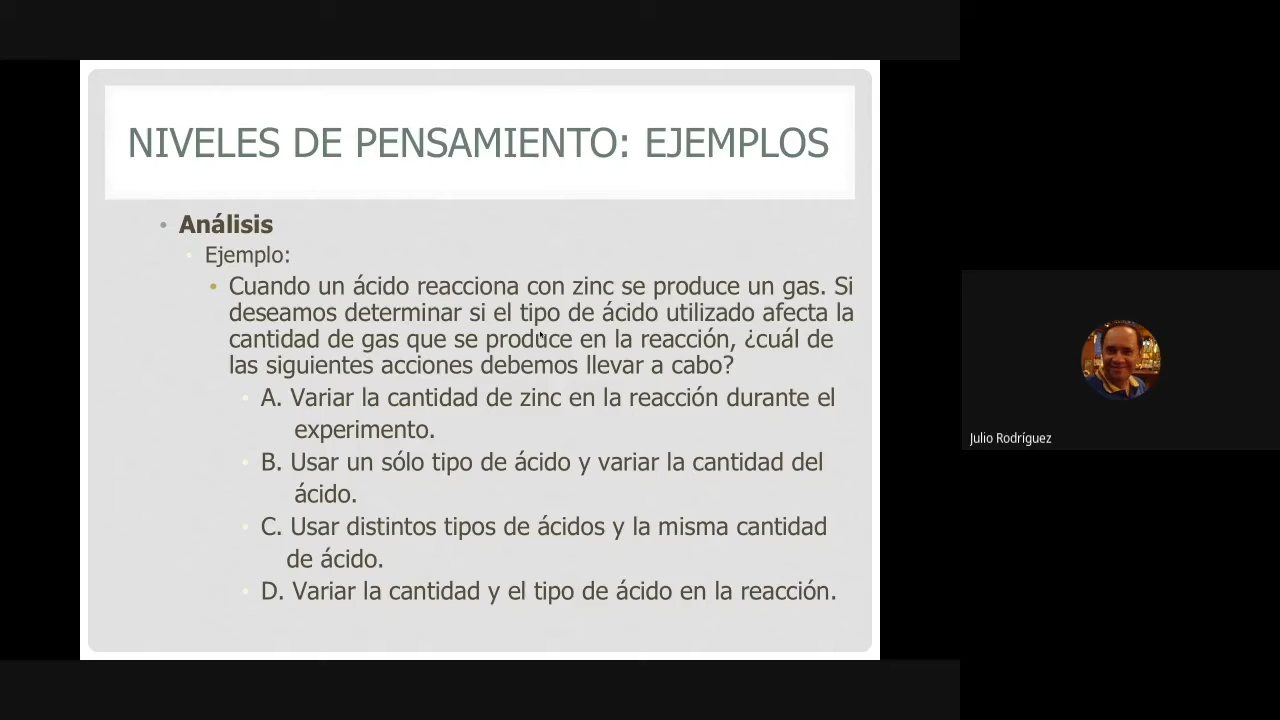 NIVELES DE PENSAMIENTO: EJEMPLOS
Análisis
Ejemplo:
Cuando un ácido reacciona con zinc se produce un gas. Si
deseamos determinar si el tipo de ácido utilizado afecta la
cantidad de gas que se produce en la reacción, ¿cuál de
las siguientes acciones debemos llevar a cabo?
A. Variar la cantidad de zinc en la reacción durante el
experimento.
B. Usar un sólo tipo de ácido y variar la cantidad del
ácido.
C. Usar distintos tipos de ácidos y la misma cantidad
de ácido.
D. Variar la cantidad y el tipo de ácido en la reacción.
Julio Rodríguez